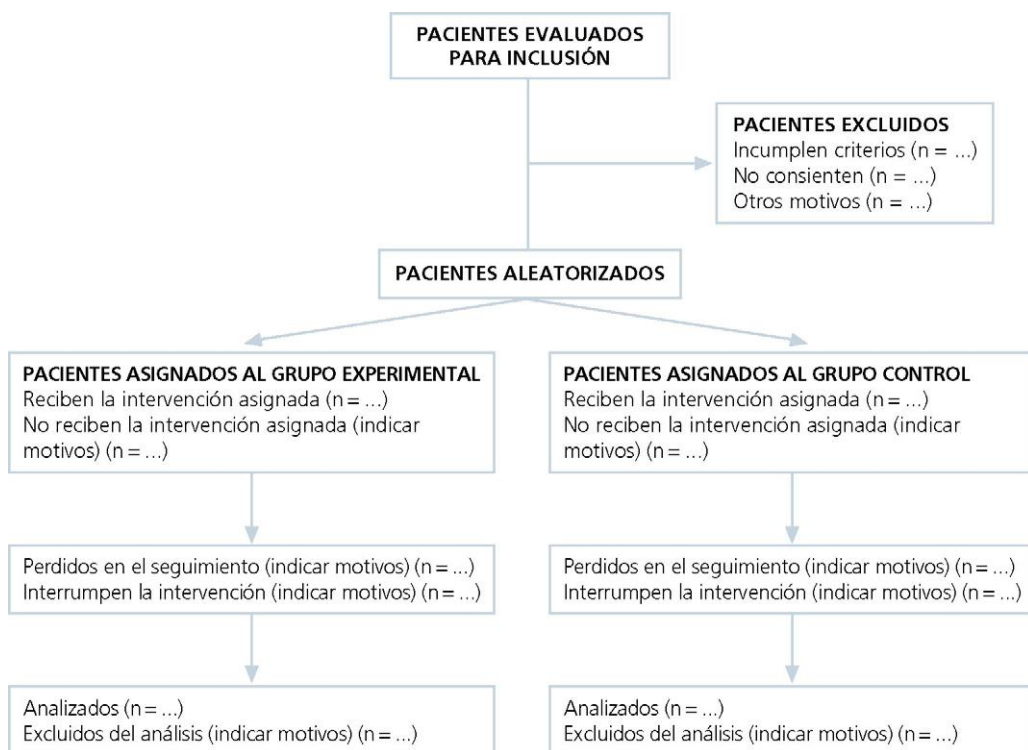 PACIENTES EVALUADOS
PARA INCLUSIÓN
PACIENTES EXCLUIDOS
Incumplen criterios (n = ...)
No consienten (n = ...)
Otros motivos (n = ...)
PACIENTES ALEATORIZADOS
PACIENTES ASIGNADOS AL GRUPO EXPERIMENTAL
Reciben la intervención asignada (n = ...)
No reciben la intervención asignada (indicar
motivos) (n = ...)
PACIENTES ASIGNADOS AL GRUPO CONTROL
Reciben la intervención asignada (n = ...)
No reciben la intervención asignada (indicar
motivos) (n = ...)
Perdidos en el seguimiento (indicar motivos) (n = ...)
Interrumpen la intervención (indicar motivos) (n = ...)
Perdidos en el seguimiento (indicar motivos) (n = ...)
Interrumpen la intervención (indicar motivos) (n = ...)
Analizados (n = ...)
Excluidos del análisis (indicar motivos) (n = ...)
Analizados (n = ...)
Excluidos del análisis (indicar motivos) (n = ...)